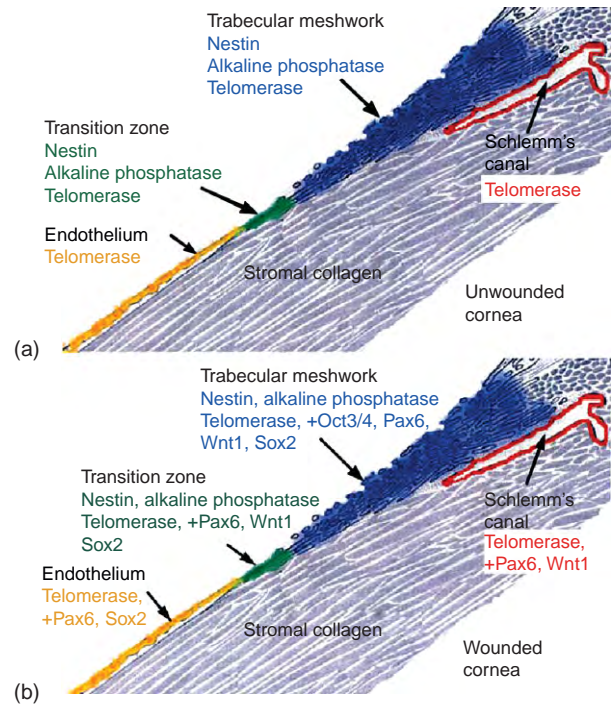 Trabecular meshwork
Nestin
Alkaline phosphatase
Telomerase
Transition zone
Nestin
Alkaline phosphatase
Telomerase
Schlemm's
canal
Telomerase
Endothelium
Telomerase
Stromal collagen
Unwounded
cornea
(a)
Trabecular meshwork
Nestin, alkaline phosphatase
Telomerase, +Oct3/4, Pax6,
Wnt1, Sox2
Transition zone
Nestin, alkaline phosphatase
Telomerase, +Pax6, Wnt1
Sox2
Schlemm's
canal
Telomerase,
+Pax6, Wnt1
Endothelium
Telomerase,
+Pax6, Sox2
Stromal collagen
Wounded
cornea
(b)